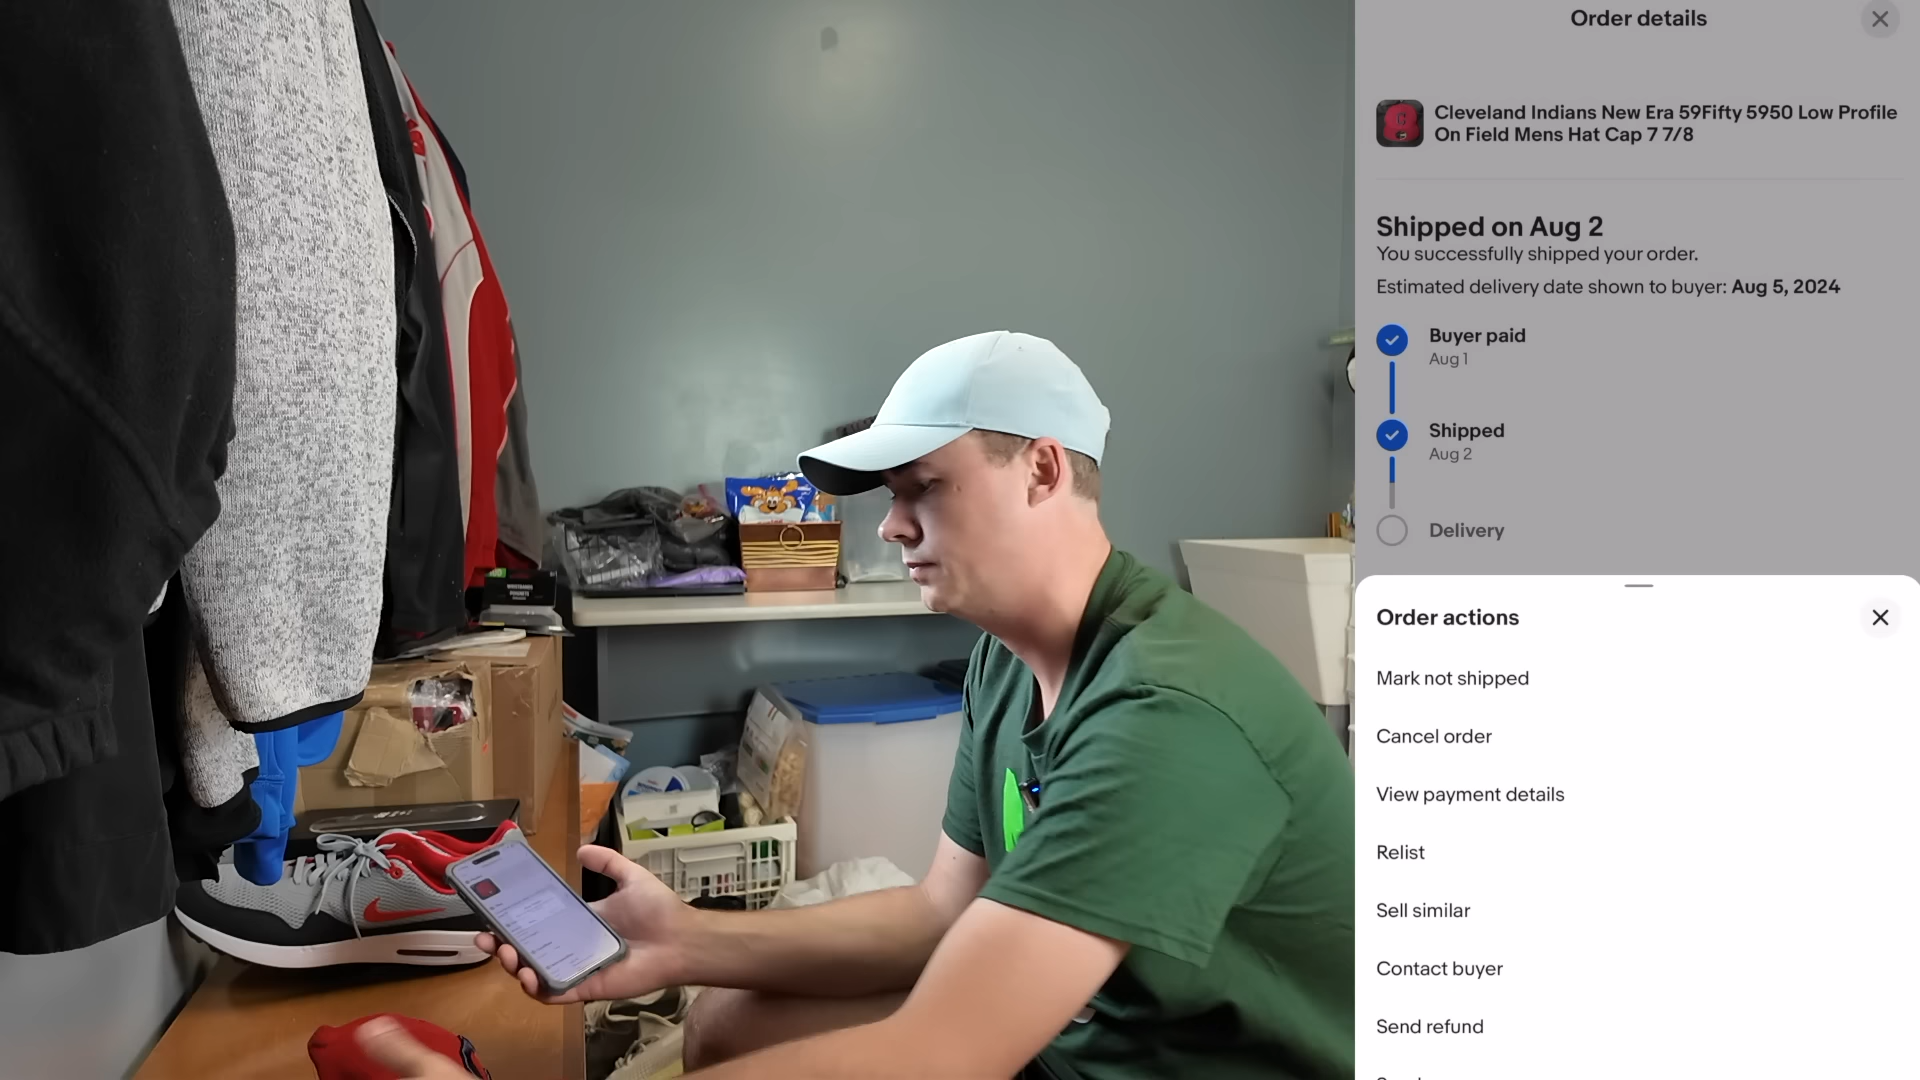 Order details
Cleveland Indians New Era 59Fifty 5950 Low Profile
On Field Mens Hat Cap 7 7/8
Shipped on Aug 2
You successfully shipped your order.
Estimated delivery date shown to buyer: Aug 5, 2024
Buyer paid
Aug 1
Shipped
Aug 2
Delivery
Order actions
Mark not shipped
Cancel order
View payment details
Relist
Sell similar
Contact buyer
Send refund